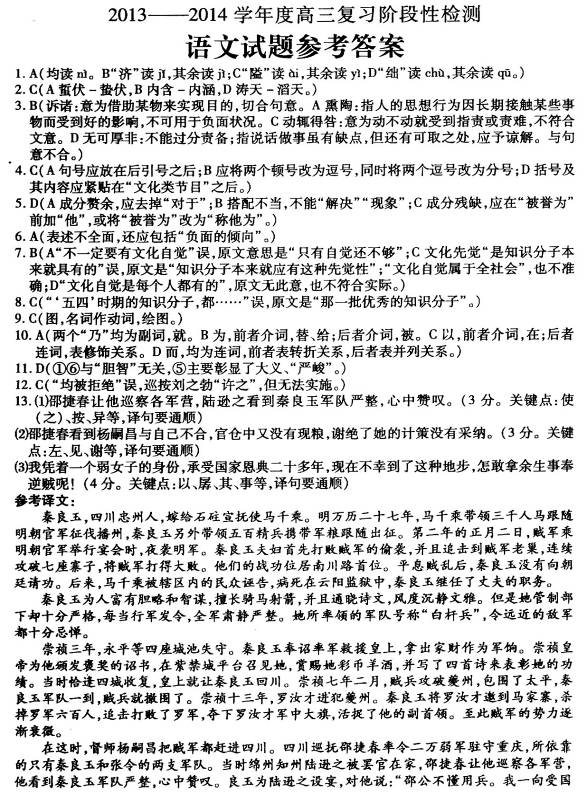 2013——2014 学年度高三复习阶段性检测
语文试题参考答案
1. A(均读 nì。B“济”读 jǐ,其余读 jì;C“隘”读 ài,其余读 yì;D“绌”读 chù,其余读 qū。)
2. C(A 蜇伏－蛰伏,B 内含－内涵,D 涛天－滔天。)
3. B(诉诸:意为借助某物来实现目的,切合句意。A 熏陶:指人的思想行为因长期接触某些事
物而受到好的影响,不可用于负面状况。C 动辄得咎:意为动不动就受到指责或责难,不符合
文意。D 无可厚非:不能过分责备;指说话做事虽有缺点,但还有可取之处,应予谅解。与句
意不合。)
4. C(A 句号应放在后引号之后;B 应将两个顿号改为逗号,同时将两个逗号改为分号;D 括号及
其内容应紧贴在“文化类节目”之后。)
5. D(A 成分赘余,应去掉“对于”;B 搭配不当,不能“解决”“现象”;C 成分残缺,应在“被誉为”
前加“他”,或将“被誉为”改为“称他为”。)
6. A(表述不全面,还应包括“负面的倾向”。)
7. B(A“不一定要有文化自觉”误,原文意思是“只有自觉还不够”;C 文化先觉“是知识分子本
来就具有的”误,原文是“知识分子本来就应有这种先觉性”;“文化自觉属于全社会”,也不准
确;D“文化自觉是每个人都有的”,原文无此意,也不符合实际。)
8. C(“‘五四’时期的知识分子,都……”误,原文是“那一批优秀的知识分子”。)
9. C(图,名词作动词,绘图。)
10. A(两个“乃”均为副词,就。B 为,前者介词,替、给;后者介词,被。C 以,前者介词,在;后者
连词,表修饰关系。D 而,均为连词,前者表转折关系,后者表并列关系。)
11. D(①⑥与“胆智”无关,⑤主要彰显了大义、“严峻”。)
12. C(“均被拒绝”误,巡按刘之勃“许之”,但无法实施。)
13. ⑴邵捷春让他巡察各军营,陆逊之看到秦良玉军队严整,心中赞叹。(3 分。关键点:使
(之)、按、异等,译句要通顺)
⑵邵捷春看到杨嗣昌与自己不合,官仓中又没有现粮,谢绝了她的计策没有采纳。(3 分。关键
点:左、见、谢等,译句要通顺)
⑶我凭着一个弱女子的身份,承受国家恩典二十多年,现在不幸到了这种地步,怎敢拿余生事奉
逆贼呢!(4 分。关键点:以、孱、其、事等,译句要通顺)
参考译文:
秦良玉,四川忠州人,嫁给石砫宣抚使马千乘。明万历二十七年,马千乘带领三千人马跟随
明朝官军征伐播州,秦良玉另外带领五百精兵携带军粮跟随出征。第二年的正月二日,贼军乘
明朝官军举行宴会时,夜袭明军。秦良玉夫妇首先打败贼军的偷袭,并且追击到贼军老巢,连续
攻破七座寨子,将贼军打得大败。他们的战功位居南川路首位。平息贼乱后,秦良玉没有向朝
廷请功。后来,马千乘被辖区内的民众诬告,病死在云阳监狱中,秦良玉继任了丈夫的职务。
秦良玉为人富有胆略和智谋,擅长骑马射箭,并且通晓诗文,风度沉静文雅。但是她管制部
下却十分严格,每当行军发令,全军肃静严整。她所率领的军队号称“白杆兵”,令远近的敌军
都十分忌惮。
崇祯三年,永平等四座城池失守。秦良玉奉诏率军救援皇上,拿出家财作为军饷。崇祯皇
帝为他颁发褒奖的诏书,在紫禁城平台召见她,赏赐她彩币羊酒,并写了四首诗来表彰她的功
绩。当时恰逢四城收复,皇上就让秦良玉回川。崇祯七年二月,贼兵攻破夔州,包围了太平,秦
良玉军队一到,贼兵就撤围了。崇祯十三年,罗汝才进犯夔州。秦良玉将罗汝才邀到马家寨,杀
掉罗军六百人,追击打败了罗军,夺下罗汝才军中大旗,活捉了他的副首领。至此贼军的势力逐
渐衰微。
在这时,督师杨嗣昌把贼军都赶进四川。四川巡抚邵捷春率令二万弱军驻守重庆,所依靠
的只有秦良玉和张令的两支军队。当时绵州知州陆逊之被罢官在家,邵捷春让他巡察各军营,
他看到秦良玉军队严整,心中赞叹。良玉为陆逊之设宴,对他说:“邵公不懂用兵。我一向受国